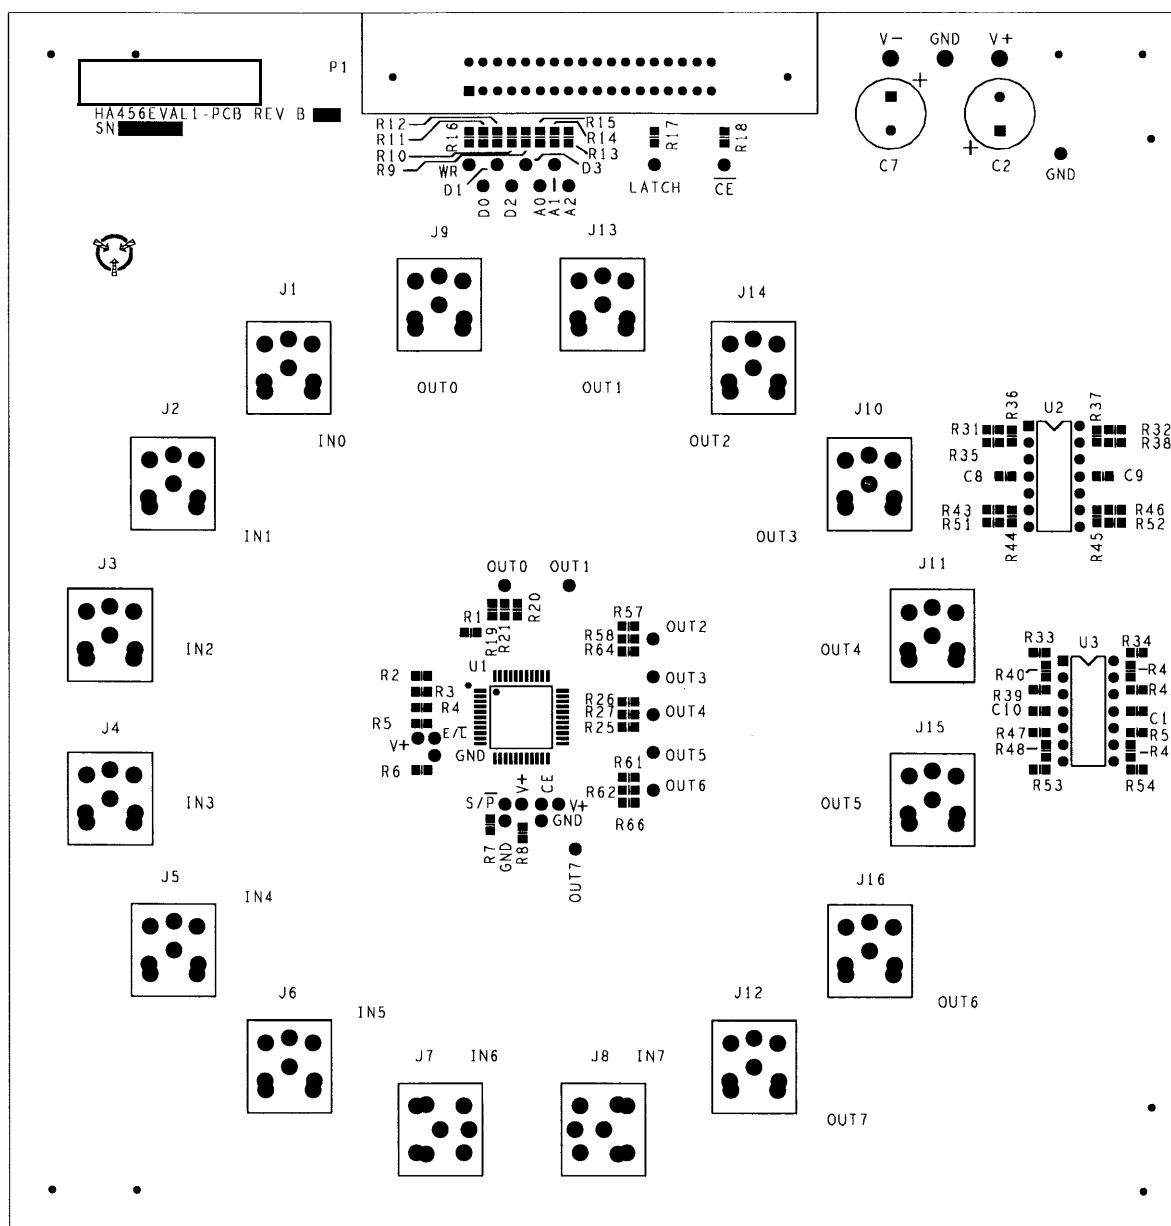 V- GND V+
P1
HA456EVAL1-PCB REV B
SN
R12 R16 R15 R17 R18
R11 R14
R10 R13
R9 WR D3
D1 LATCH C̅E̅
D0 D2 A0 A1 A2
C7 C2 GND
J9 J13
J1 J14
OUT0 OUT1
J2 J10
IN0 OUT2
R36 U2 R37
R31 R32
R35 R38
C8 C9
R43 R46
R51 R52
R44 R45
IN1 OUT3
J3 OUT0 OUT1 J11
R1 R19 R21 R20 R57
R58 OUT2
R64
IN2 U1 OUT4
R33 U3 R34
R2 OUT3 R40 R4
R3
R4 R26 R39 R4
R5 R27 OUT4 C10 C1
R25
J4 V+ E/L̅ J15
R47 R5
GND OUT5 R48 R4
R6 R61 R53 R54
R62 OUT6
IN3 S/P̅ V+ CE V+ OUT5
R66
R7 GND R8 GND
OUT7
J5 IN4 J16
J6 IN5 J12 OUT6
J7 IN6 J8 IN7
OUT7